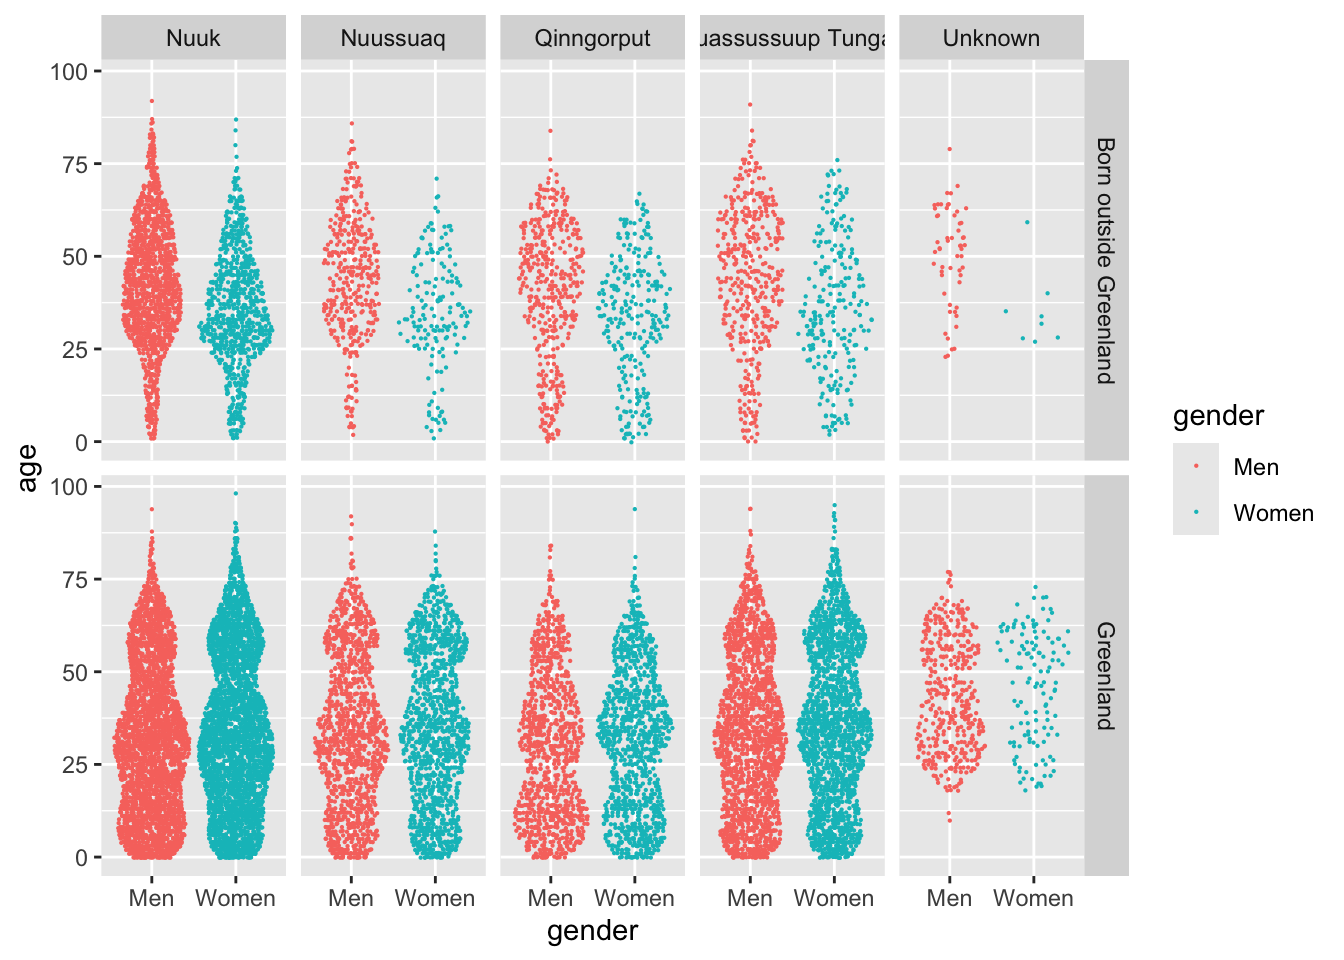 Nuuk
Nuussuaq
Qinngorput
uassussuup Tunga
Unknown
100
75
50
25
0
Born outside Greenland
100
75
50
25
0
Greenland
age
Men Women Men Women Men Women Men Women Men Women
gender
gender
Men
Women